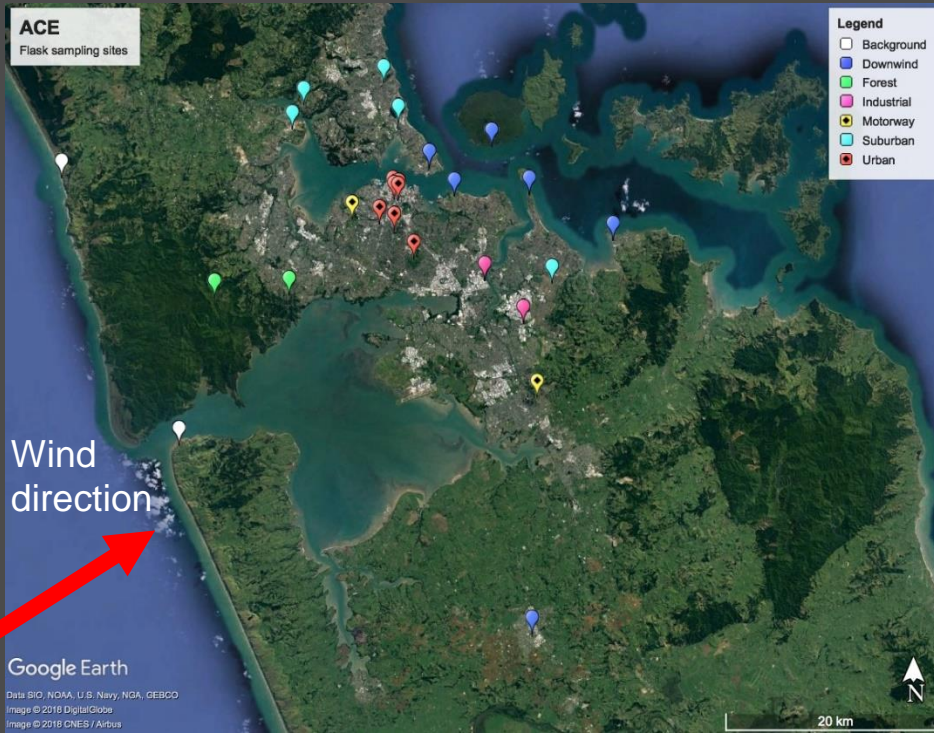 ACE
Flask sampling sites
Legend
Background
Downwind
Forest
Industrial
Motorway
Suburban
Urban
Wind
direction
Google Earth
Data SIO, NOAA, U.S. Navy, NGA, GEBCO
Image © 2018 DigitalGlobe
Image © 2018 CNES / Airbus
N
20 km